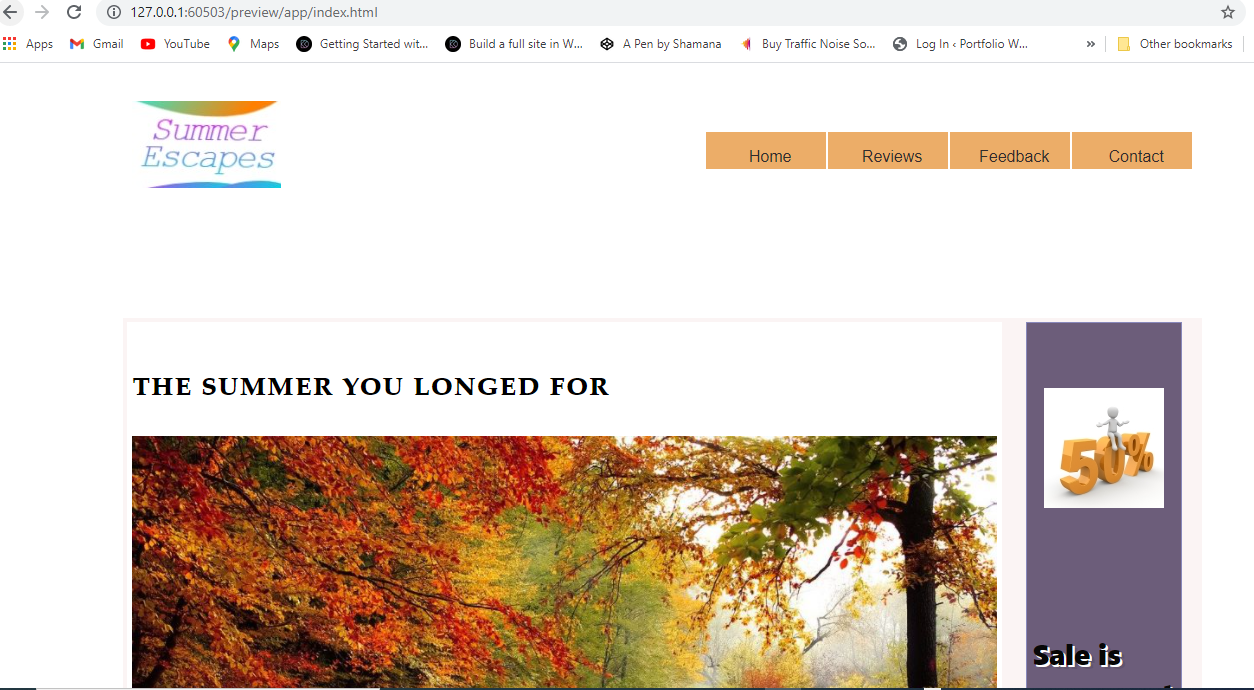 127.0.0.1:60503/preview/app/index.html
Apps Gmail YouTube Maps Getting Started wit... Build a full site in W... A Pen by Shamana Buy Traffic Noise So... Log In ‹ Portfolio W... » Other bookmarks
Summer
Escapes
Home Reviews Feedback Contact
THE SUMMER YOU LONGED FOR
50%
Sale is